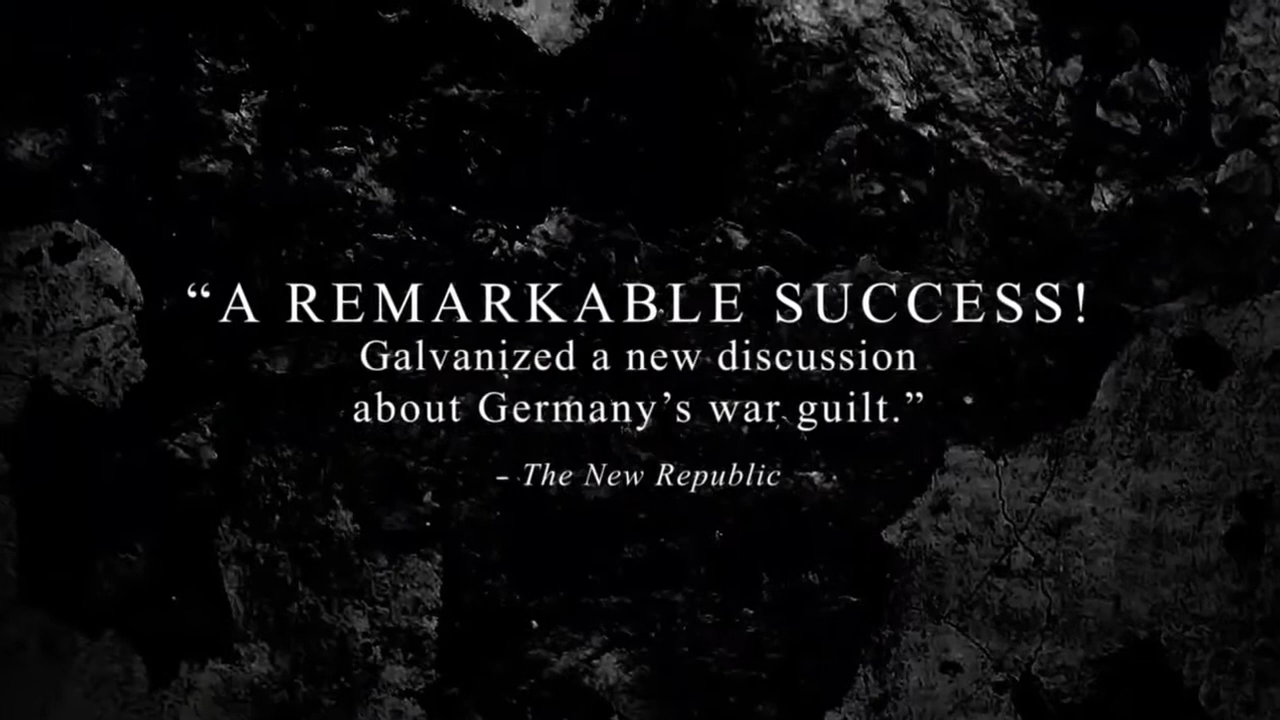 “A REMARKABLE SUCCESS!
Galvanized a new discussion
about Germany’s war guilt.”
– The New Republic